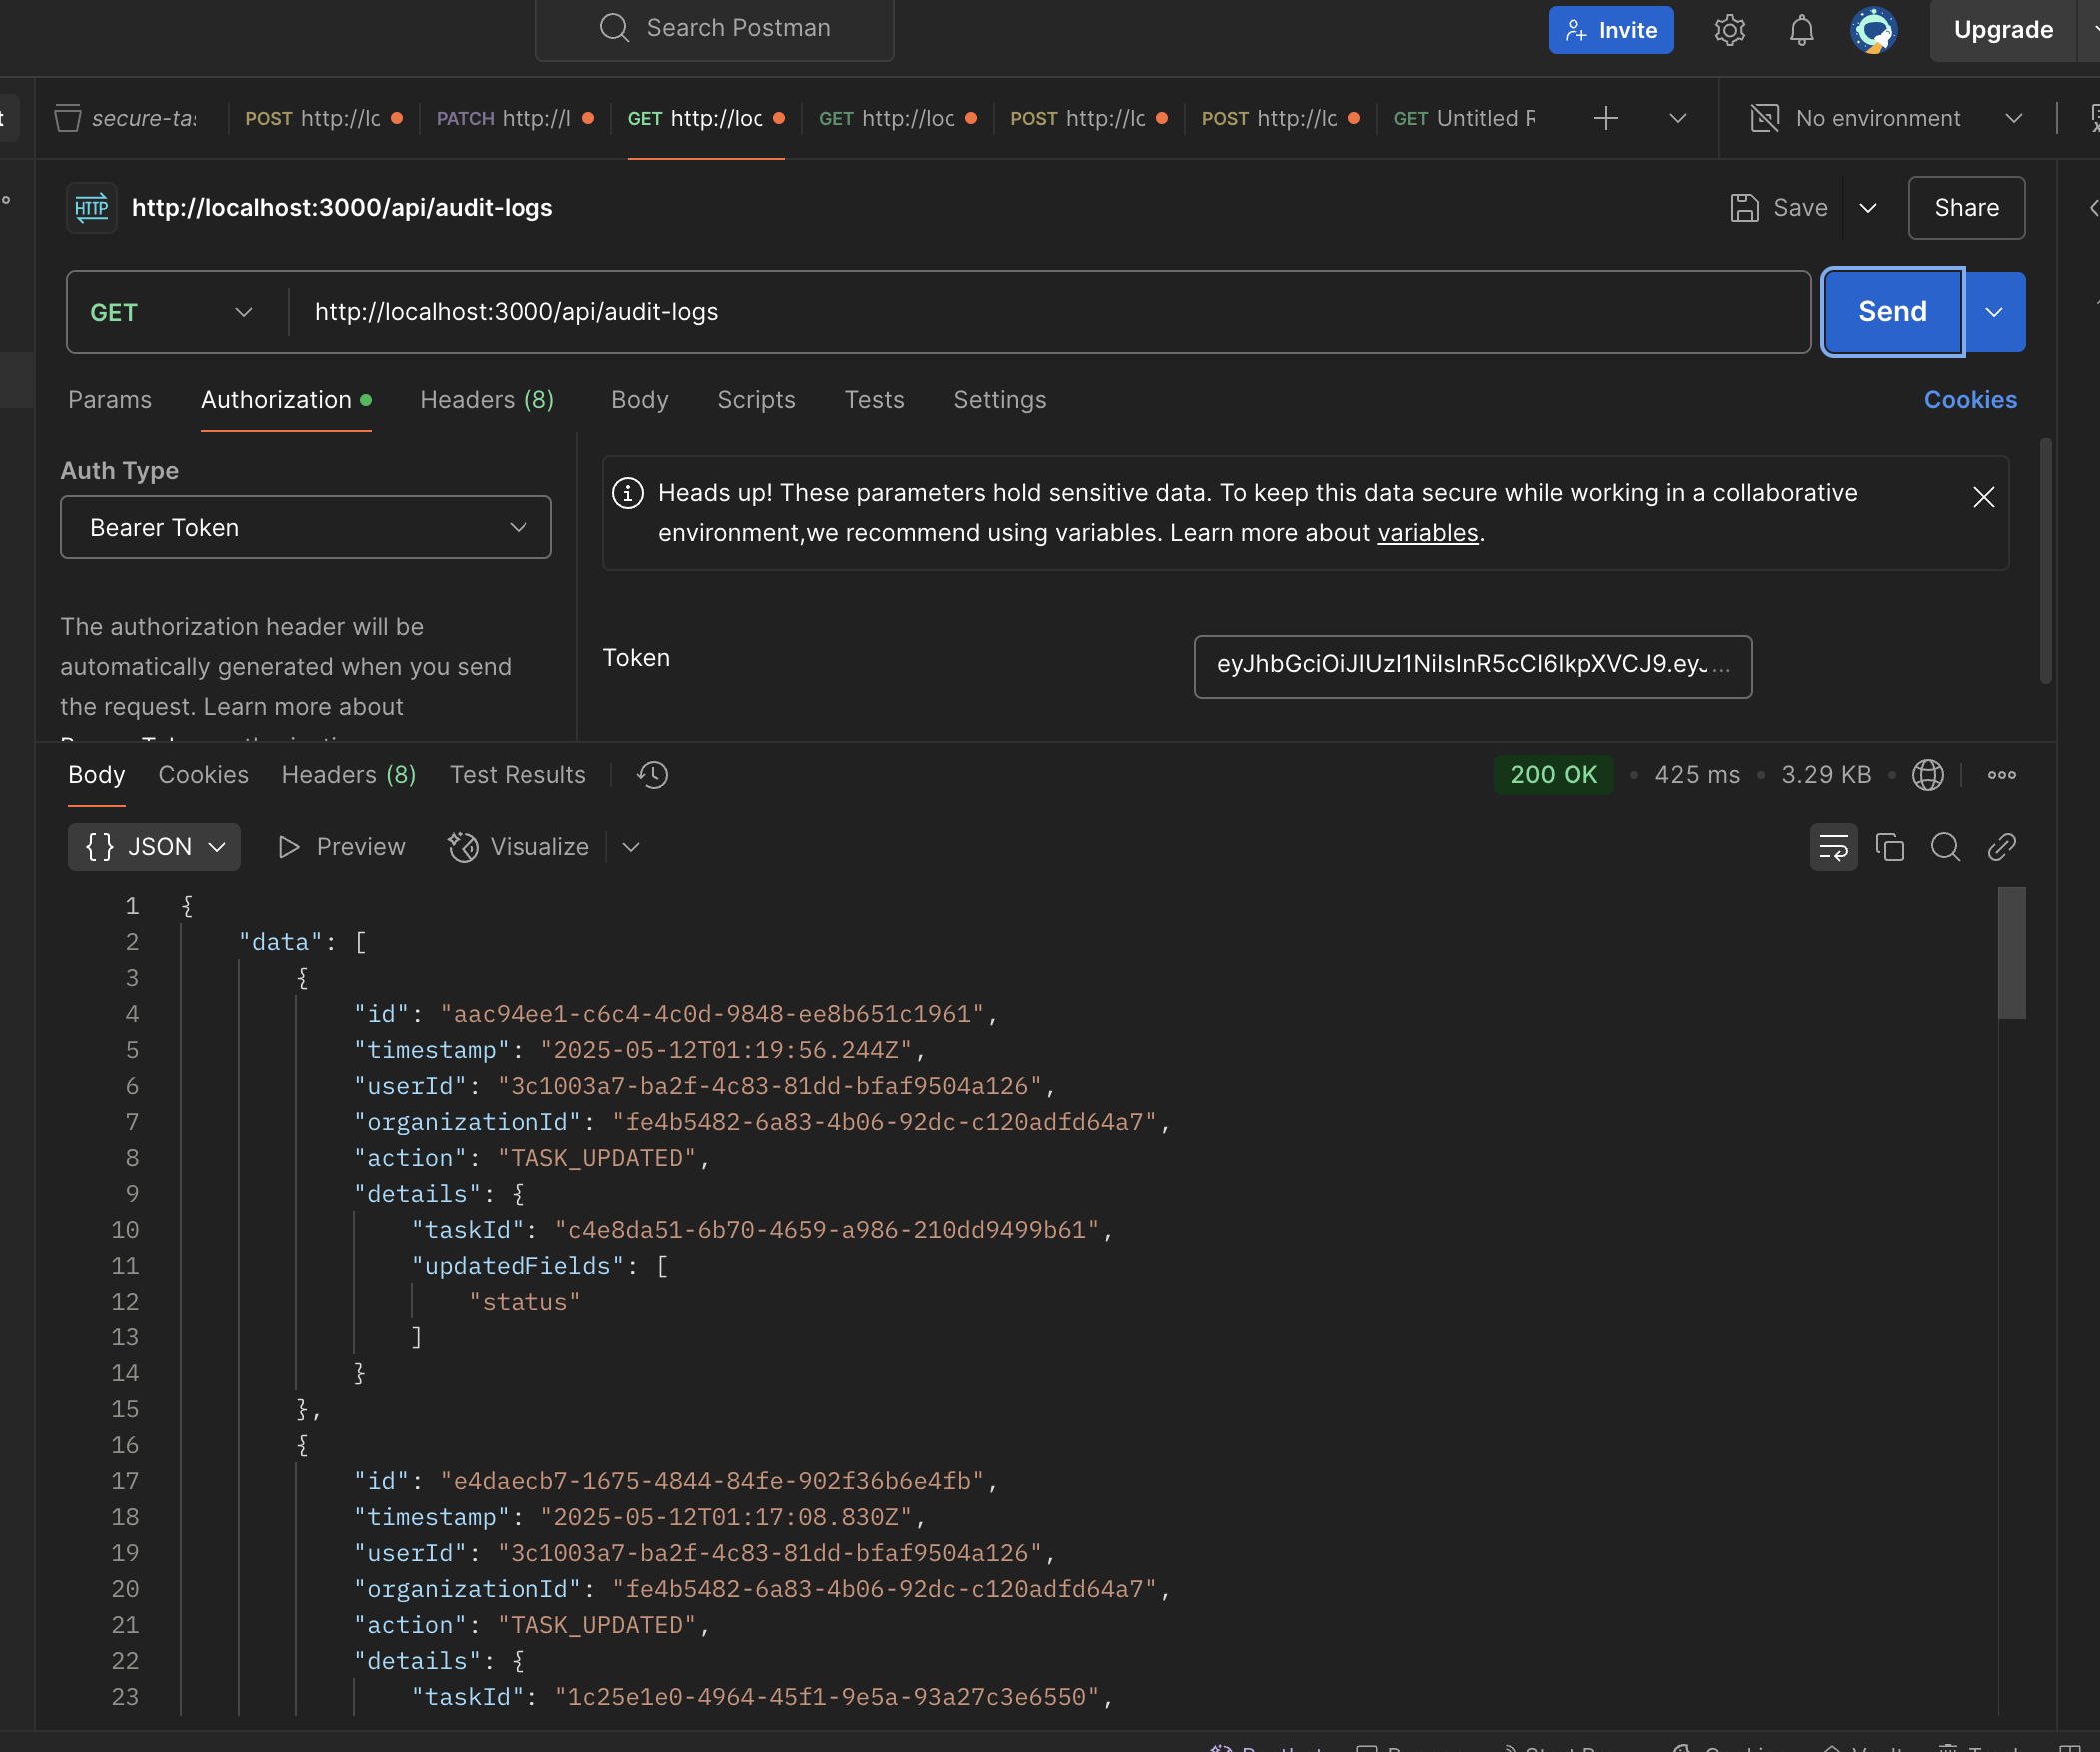 Search Postman
Invite
Upgrade
secure-ta
POST http://lc
PATCH http://l
GET http://loc
GET http://loc
POST http://lc
POST http://lc
GET Untitled R
No environment
HTTP
http://localhost:3000/api/audit-logs
Save
Share
GET
http://localhost:3000/api/audit-logs
Send
Params
Authorization
Headers (8)
Body
Scripts
Tests
Settings
Cookies
Auth Type
Bearer Token
The authorization header will be
automatically generated when you send
the request. Learn more about
Heads up! These parameters hold sensitive data. To keep this data secure while working in a collaborative
environment,we recommend using variables. Learn more about variables.
Token
eyJhbGciOiJIUzI1NiIsInR5cCI6IkpXVCJ9.eyJ...
Body
Cookies
Headers (8)
Test Results
200 OK
425 ms
3.29 KB
{} JSON
Preview
Visualize
1 {
2 "data": [
3 {
4 "id": "aac94ee1-c6c4-4c0d-9848-ee8b651c1961",
5 "timestamp": "2025-05-12T01:19:56.244Z",
6 "userId": "3c1003a7-ba2f-4c83-81dd-bfaf9504a126",
7 "organizationId": "fe4b5482-6a83-4b06-92dc-c120adfd64a7",
8 "action": "TASK_UPDATED",
9 "details": {
10 "taskId": "c4e8da51-6b70-4659-a986-210dd9499b61",
11 "updatedFields": [
12 "status"
13 ]
14 }
15 },
16 {
17 "id": "e4daecb7-1675-4844-84fe-902f36b6e4fb",
18 "timestamp": "2025-05-12T01:17:08.830Z",
19 "userId": "3c1003a7-ba2f-4c83-81dd-bfaf9504a126",
20 "organizationId": "fe4b5482-6a83-4b06-92dc-c120adfd64a7",
21 "action": "TASK_UPDATED",
22 "details": {
23 "taskId": "1c25e1e0-4964-45f1-9e5a-93a27c3e6550",